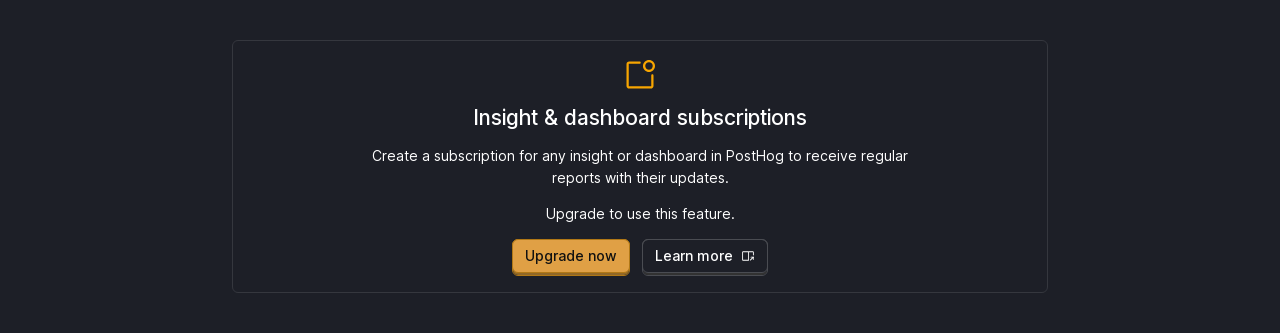 Insight & dashboard subscriptions
Create a subscription for any insight or dashboard in PostHog to receive regular
reports with their updates.
Upgrade to use this feature.
Upgrade now
Learn more